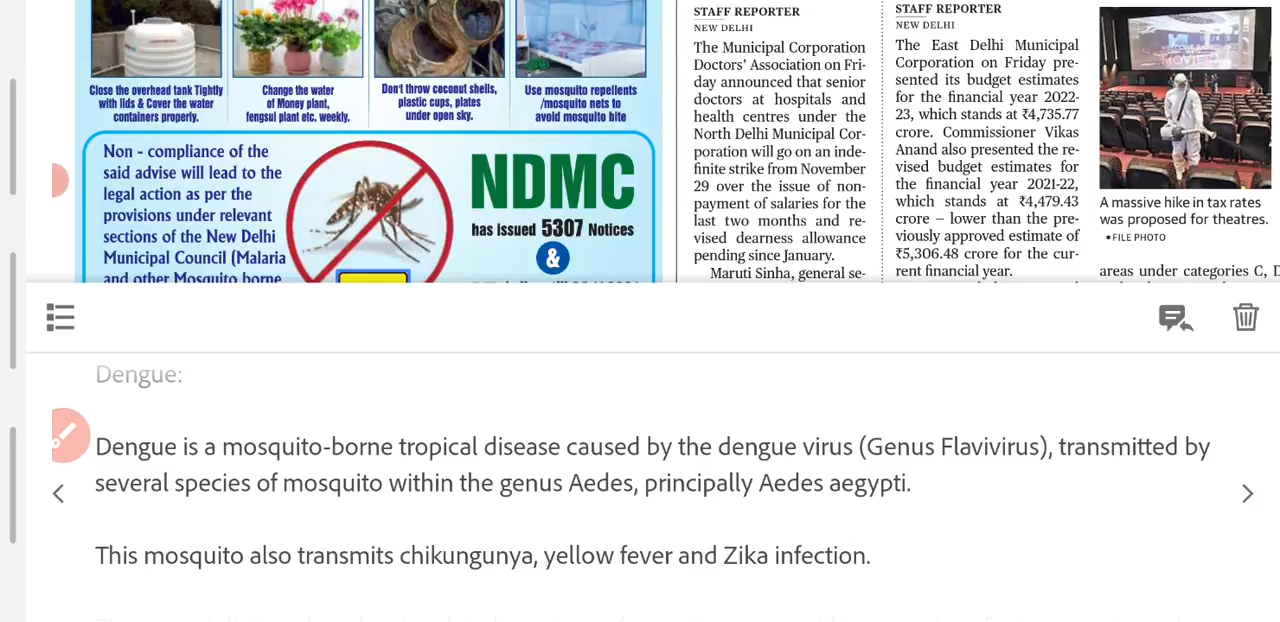 Close the overhead tank Tightly
with lids & Cover the water
containers properly.
Change the water
of Money plant,
fengsui plant etc. weekly.
Don't throw coconut shells,
plastic cups, plates
under open sky.
Use mosquito repellents
/mosquito nets to
avoid mosquito bite
Non - compliance of the
said advise will lead to the
legal action as per the
provisions under relevant
sections of the New Delhi
Municipal Council (Malaria
and other Mosquito borne
NDMC
has issued 5307 Notices
&
STAFF REPORTER
NEW DELHI
The Municipal Corporation
Doctors' Association on Fri-
day announced that senior
doctors at hospitals and
health centres under the
North Delhi Municipal Cor-
poration will go on an inde-
finite strike from November
29 over the issue of non-
payment of salaries for the
last two months and re-
vised dearness allowance
pending since January.
Maruti Sinha, general se-
STAFF REPORTER
NEW DELHI
The East Delhi Municipal
Corporation on Friday pre-
sented its budget estimates
for the financial year 2022-
23, which stands at ₹4,735.77
crore. Commissioner Vikas
Anand also presented the re-
vised budget estimates for
the financial year 2021-22,
which stands at ₹4,479.43
crore – lower than the pre-
viously approved estimate of
₹5,306.48 crore for the cur-
rent financial year.
A massive hike in tax rates
was proposed for theatres.
▪FILE PHOTO
areas under categories C, D
Dengue:
Dengue is a mosquito-borne tropical disease caused by the dengue virus (Genus Flavivirus), transmitted by
several species of mosquito within the genus Aedes, principally Aedes aegypti.
This mosquito also transmits chikungunya, yellow fever and Zika infection.